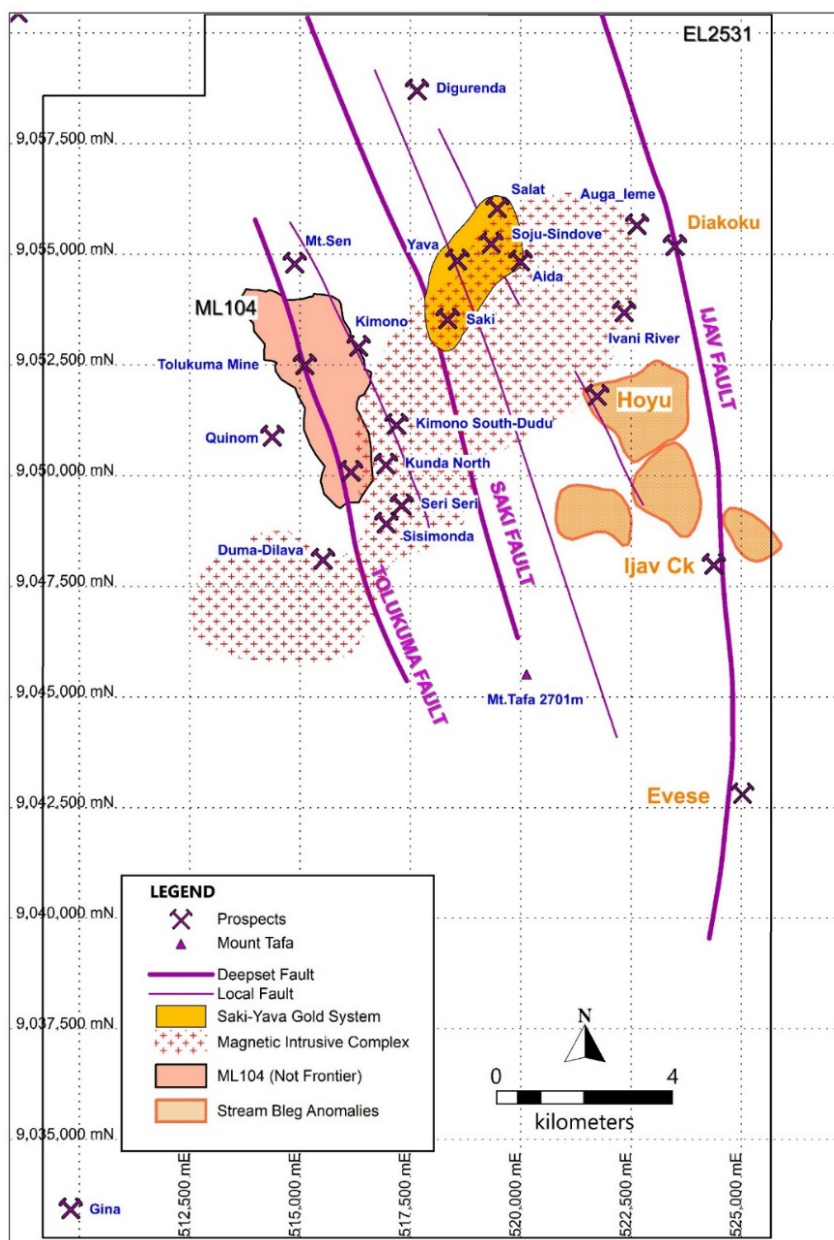 EL2531
Digurenda
9,057,500 mN
Salat
Auga_Ieme
Diakoku
Soju-Sindove
Mt.Sen
Yava
9,055,000 mN
Aida
ML104
Saki
Ivani River
IJAV FAULT
Kimono
Tolukuma Mine
9,052,500 mN
Hoyu
Kimono South-Dudu
Quinom
Kunda North
9,050,000 mN
SAKI FAULT
Seri Seri
Sisimonda
Duma-Dilava
Ijav Ck
9,047,500 mN
TOLUKUMA FAULT
Mt.Tafa 2701m
9,045,000 mN
Evese
9,042,500 mN
LEGEND
Prospects
Mount Tafa
Deepset Fault
Local Fault
Saki-Yava Gold System
Magnetic Intrusive Complex
ML104 (Not Frontier)
Stream Bleg Anomalies
9,040,000 mN
9,037,500 mN
N
0 4
kilometers
9,035,000 mN
Gina
512,500 mE
515,000 mE
517,500 mE
520,000 mE
522,500 mE
525,000 mE